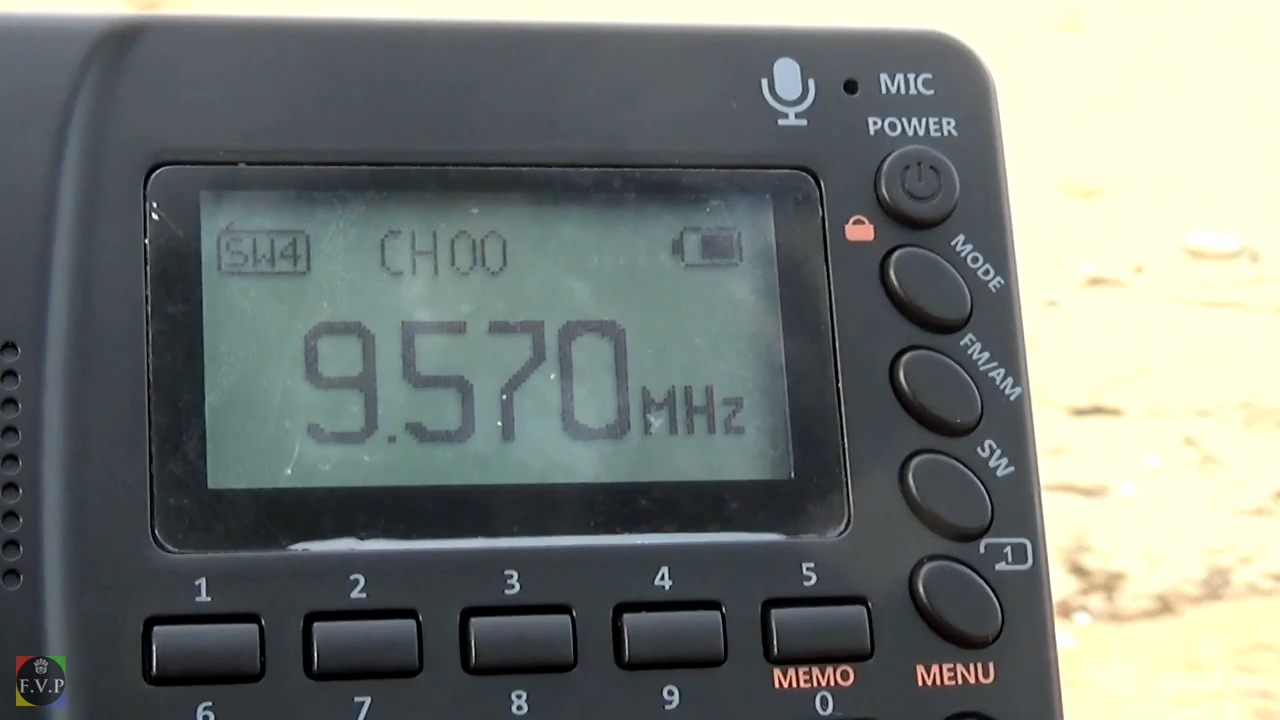 MIC
POWER
SW4 CH00
9.570 MHz
MODE
FM/AM
SW
1
1 2 3 4 5
MEMO
MENU
6 7 8 9 0
F.V.P